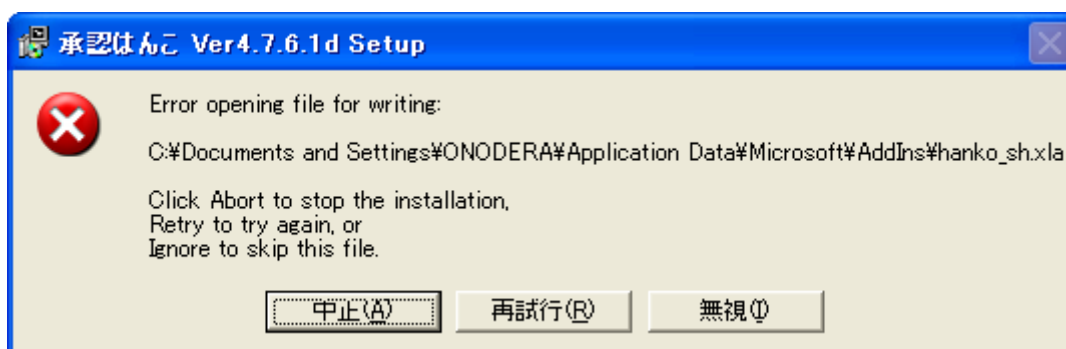 承認はんこ Ver4.7.6.1d Setup
Error opening file for writing:
C:¥Documents and Settings¥ONODERA¥Application Data¥Microsoft¥AddIns¥hanko_sh.xla
Click Abort to stop the installation,
Retry to try again, or
Ignore to skip this file.
中止(A) 再試行(R) 無視(I)